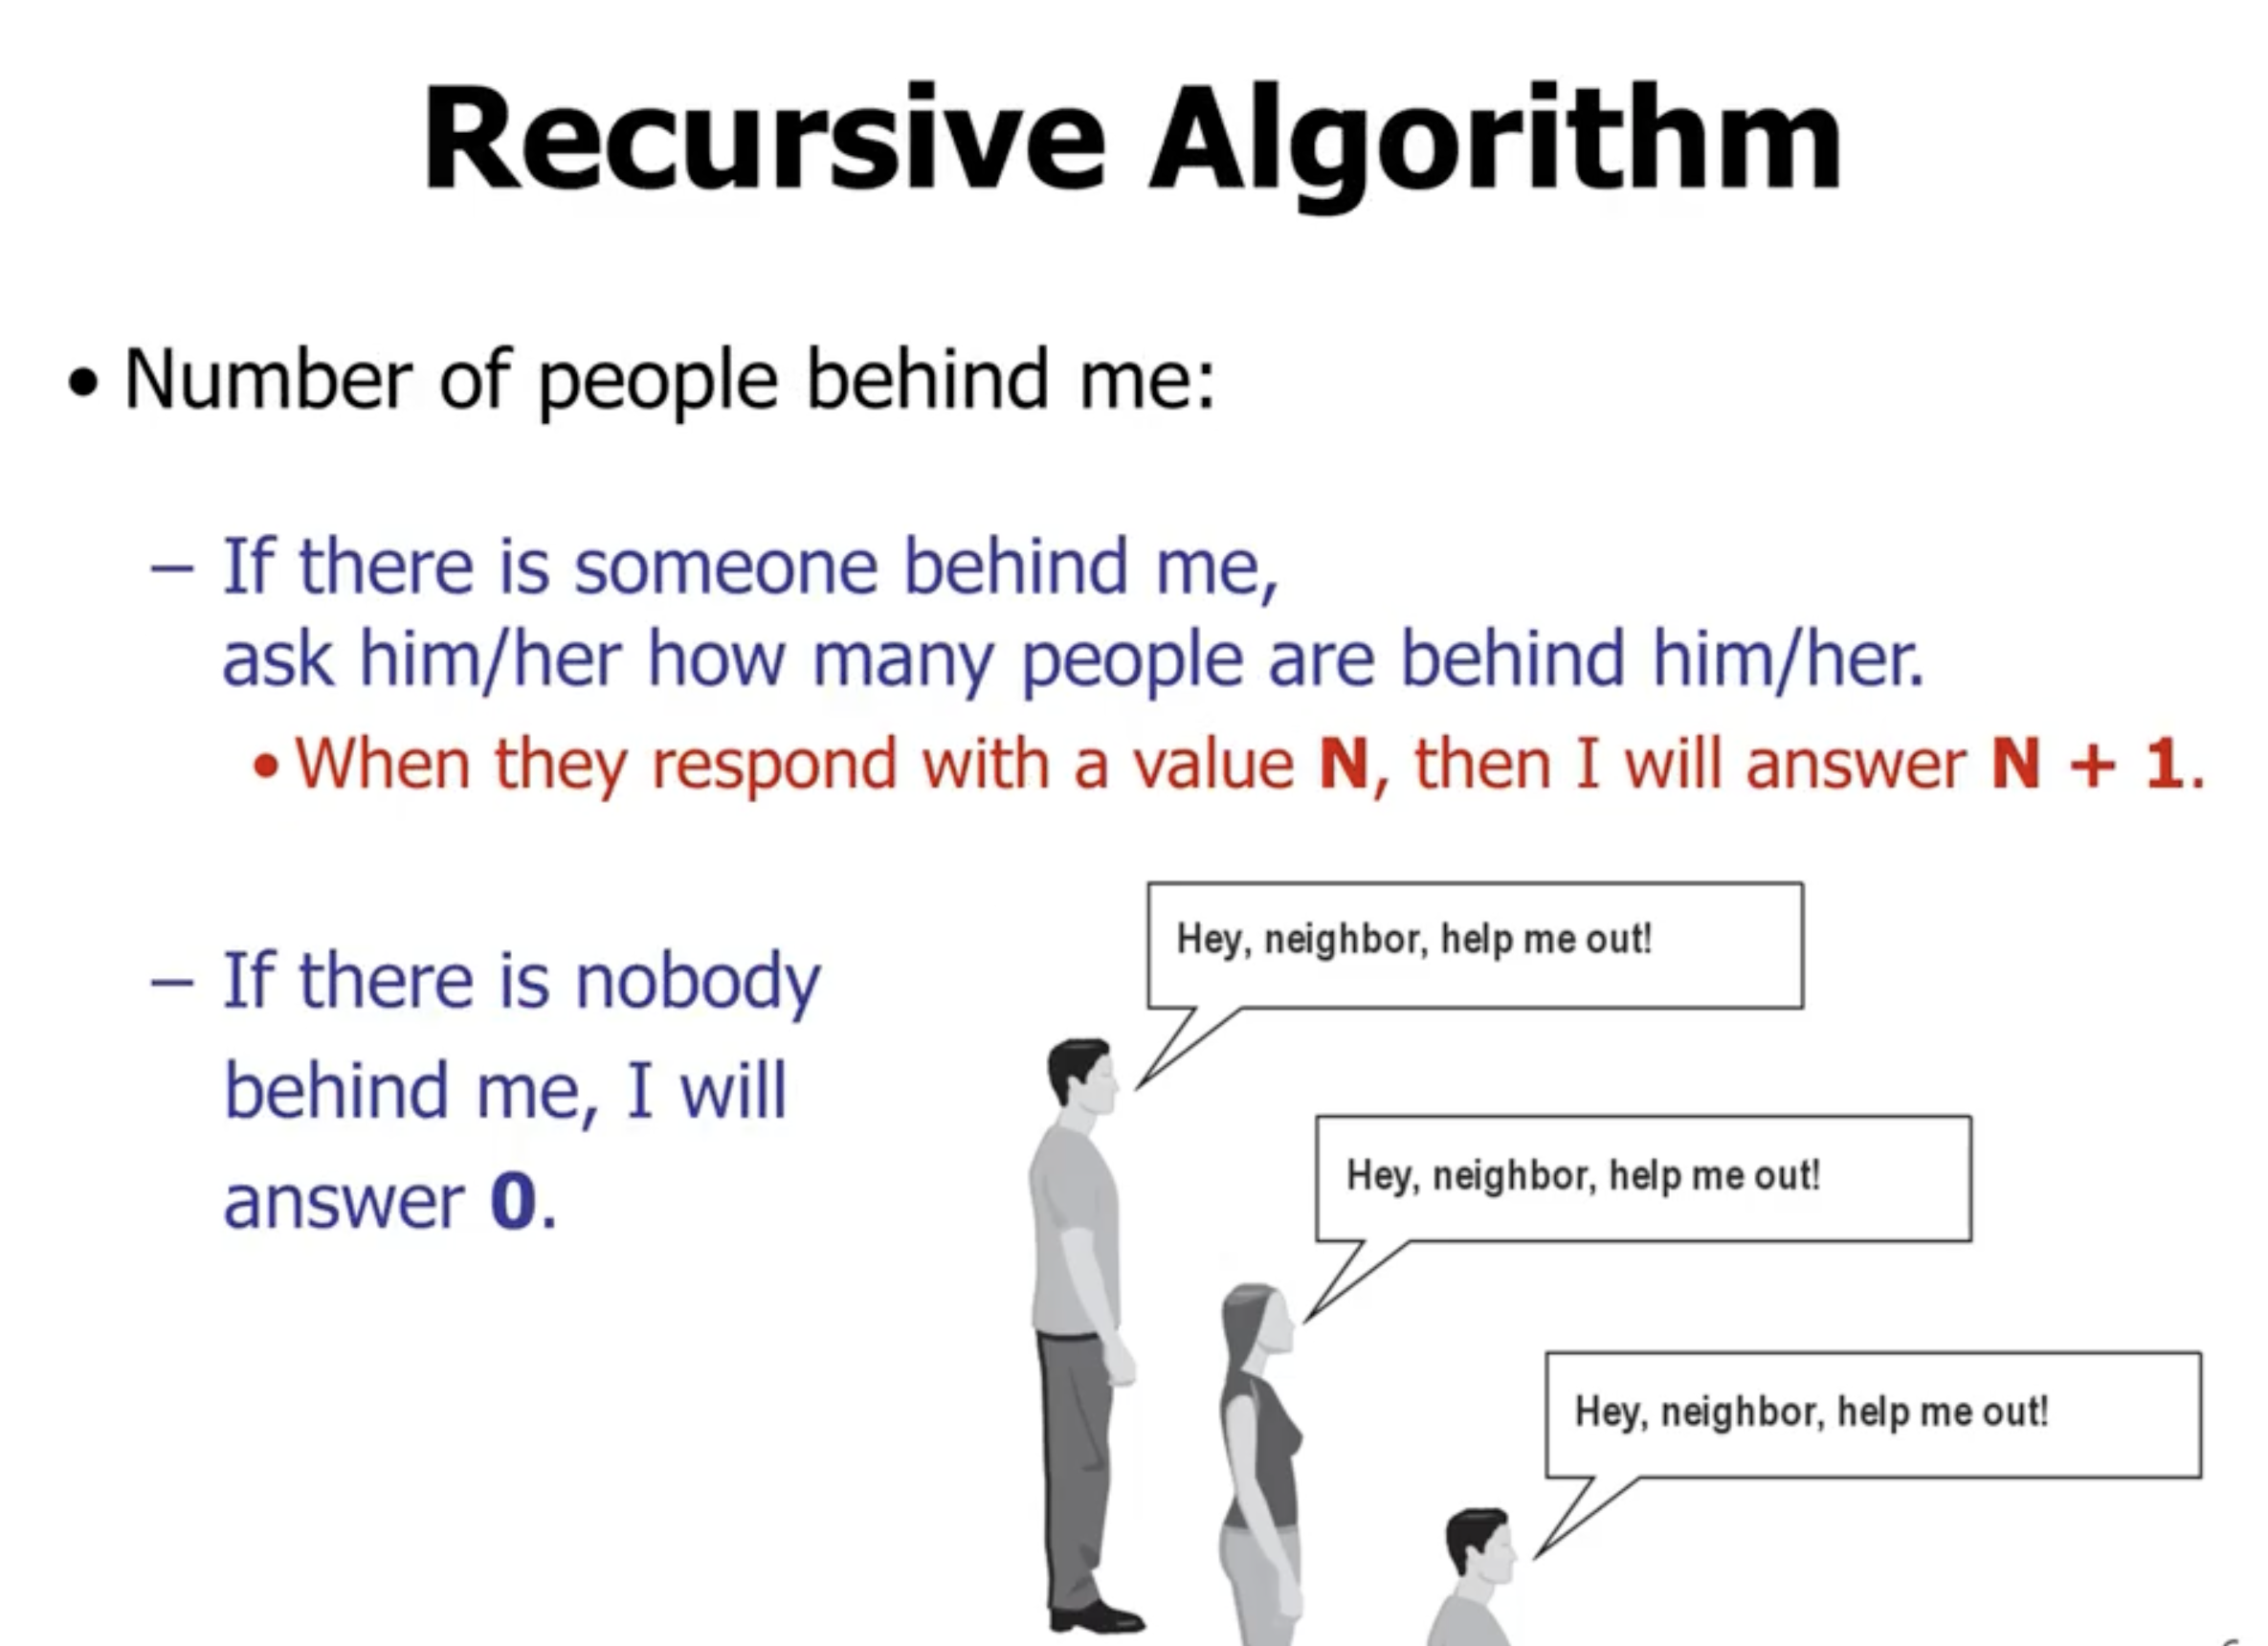 Recursive Algorithm
• Number of people behind me:
– If there is someone behind me,
ask him/her how many people are behind him/her.
• When they respond with a value N, then I will answer N + 1.
– If there is nobody
behind me, I will
answer 0.
Hey, neighbor, help me out!
Hey, neighbor, help me out!
Hey, neighbor, help me out!